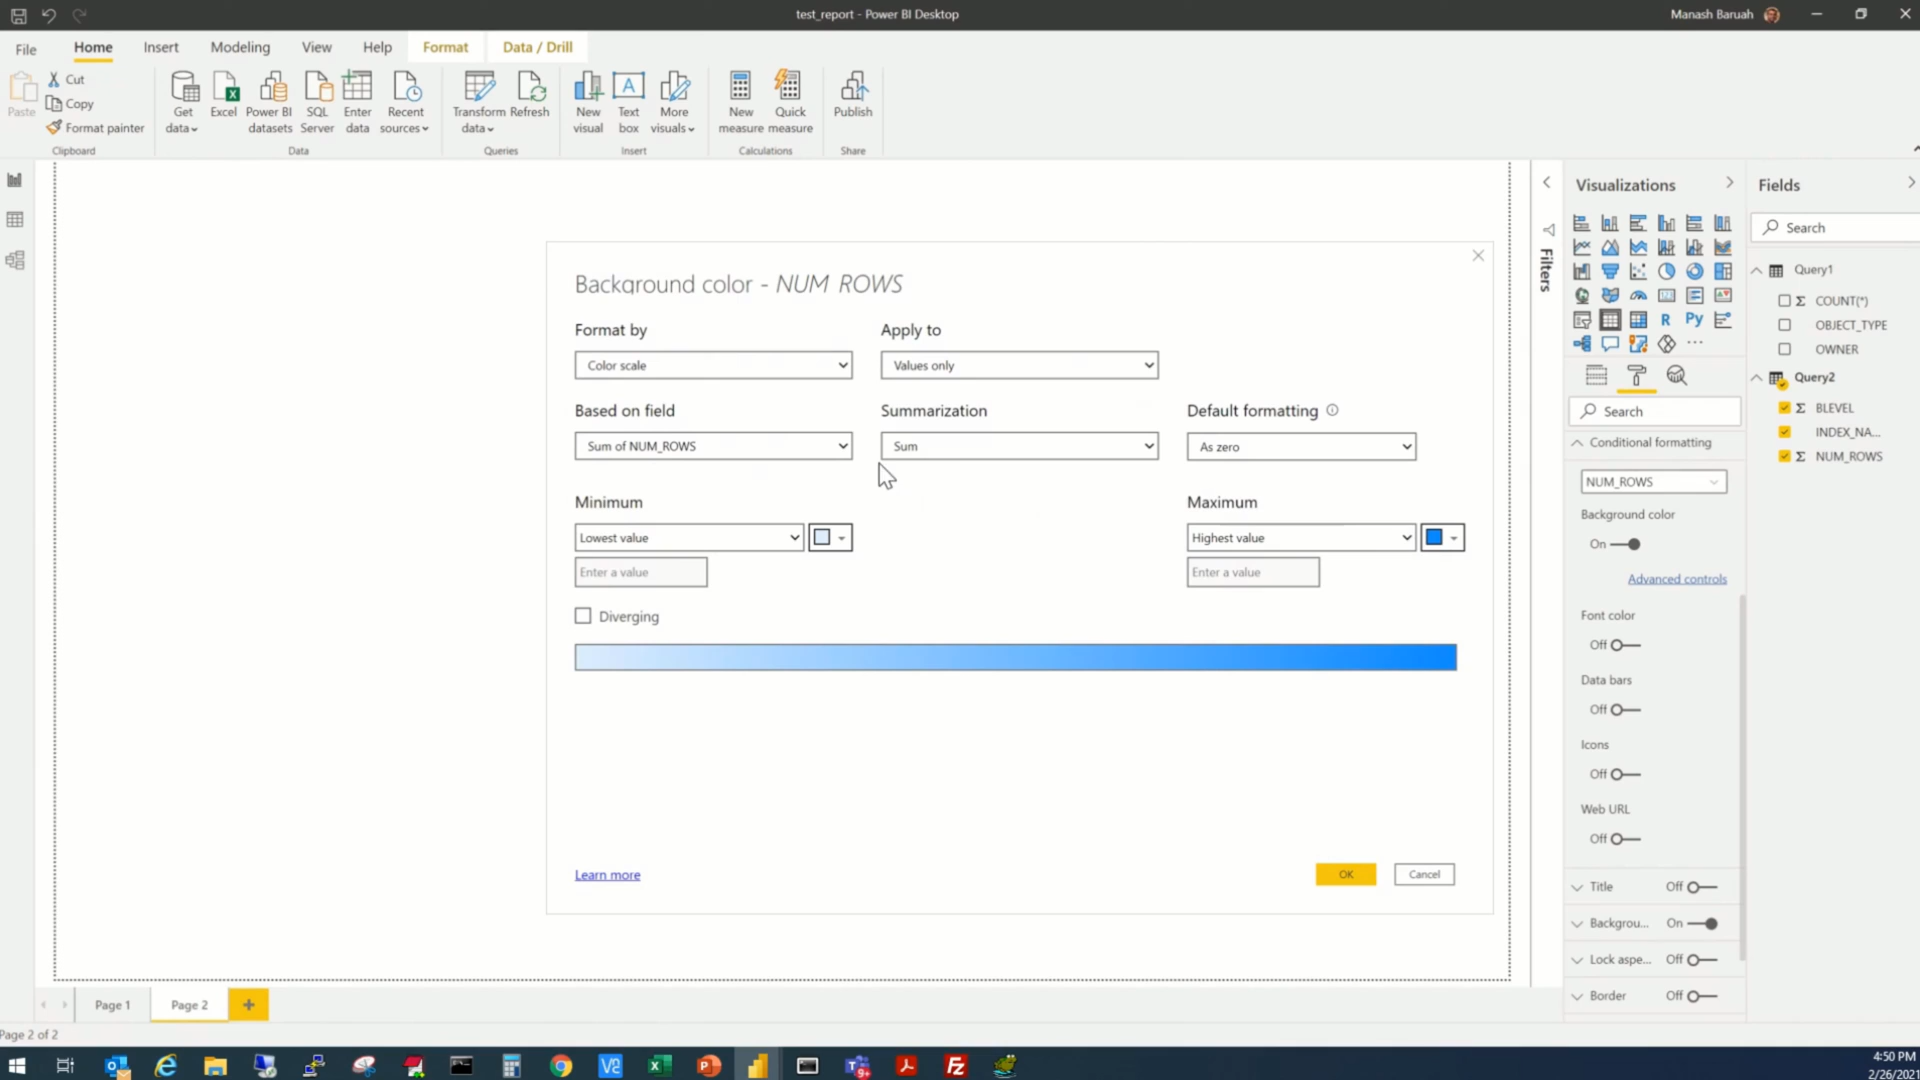 test_report - Power BI Desktop
Manash Baruah
File
Home
Insert
Modeling
View
Help
Format
Data / Drill
Paste
Cut
Copy
Format painter
Clipboard
Get data
Excel
Power BI datasets
SQL Server
Enter data
Recent sources
Data
Transform data
Refresh
Queries
New visual
A
Text box
More visuals
Insert
New measure
Quick measure
Calculations
Publish
Share
Background color - NUM_ROWS
Format by
Apply to
Color scale
Values only
Based on field
Summarization
Default formatting
Sum of NUM_ROWS
Sum
As zero
Minimum
Maximum
Lowest value
Highest value
Enter a value
Enter a value
Diverging
Learn more
OK
Cancel
Filters
Visualizations
R
Py
Search
Conditional formatting
NUM_ROWS
Background color
On
Advanced controls
Font color
Off
Data bars
Off
Icons
Off
Web URL
Off
Title
Off
Backgrou...
On
Lock aspe...
Off
Border
Off
Fields
Search
Query1
COUNT(*)
OBJECT_TYPE
OWNER
Query2
BLEVEL
INDEX_NA...
NUM_ROWS
Page 1
Page 2
Page 2 of 2
4:50 PM
2/26/2021